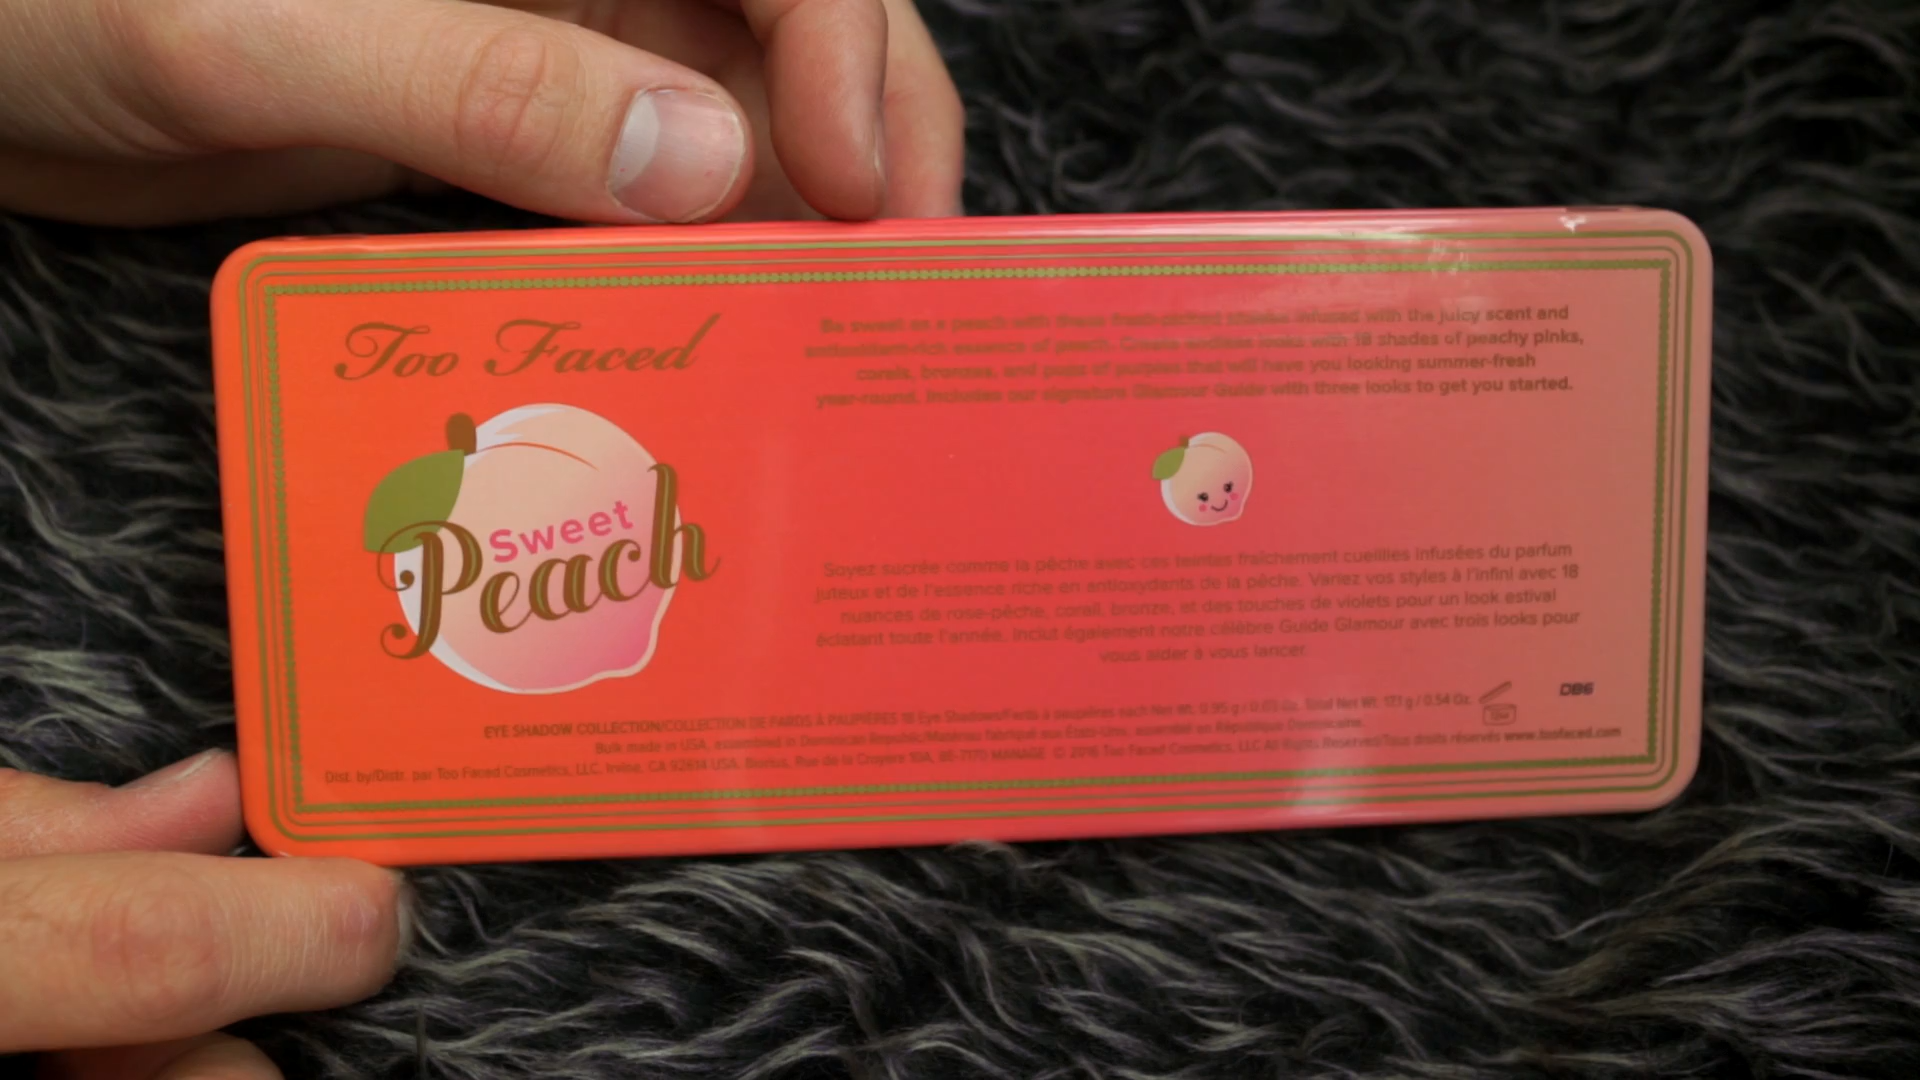 Too Faced
Sweet
Peach
Be sweet as a peach with these fresh-picked shades infused with the juicy scent and
antioxidant-rich essence of peach. Create endless looks with 18 shades of peachy pinks,
corals, bronzes, and pops of purples that will have you looking summer-fresh
year-round. Includes our signature Glamour Guide with three looks to get you started.
Soyez sucrée comme la pêche avec ces teintes fraîchement cueillies infusées du parfum
juteux et de l'essence riche en antioxydants de la pêche. Variez vos styles à l'infini avec 18
nuances de rose-pêche, corail, bronze, et des touches de violets pour un look estival
éclatant toute l'année. Inclut également notre célèbre Guide Glamour avec trois looks pour
vous aider à vous lancer.
EYE SHADOW COLLECTION/COLLECTION DE FARDS À PAUPIÈRES 18 Eye Shadows/Fards à paupières each Net Wt. 0.95 g / 0.03 Oz. Total Net Wt. 17.1 g / 0.54 Oz.
DB6
Bulk made in USA, assembled in Dominican Republic/Matériau fabriqué aux États-Unis, assemblé en République Dominicaine.
Dist. by/Distr. par Too Faced Cosmetics, LLC, Irvine, CA 92614 USA. Biorius, Rue de la Croyere 10A, BE-7170 MANAGE © 2016 Too Faced Cosmetics, LLC All Rights Reserved/Tous droits réservés www.toofaced.com